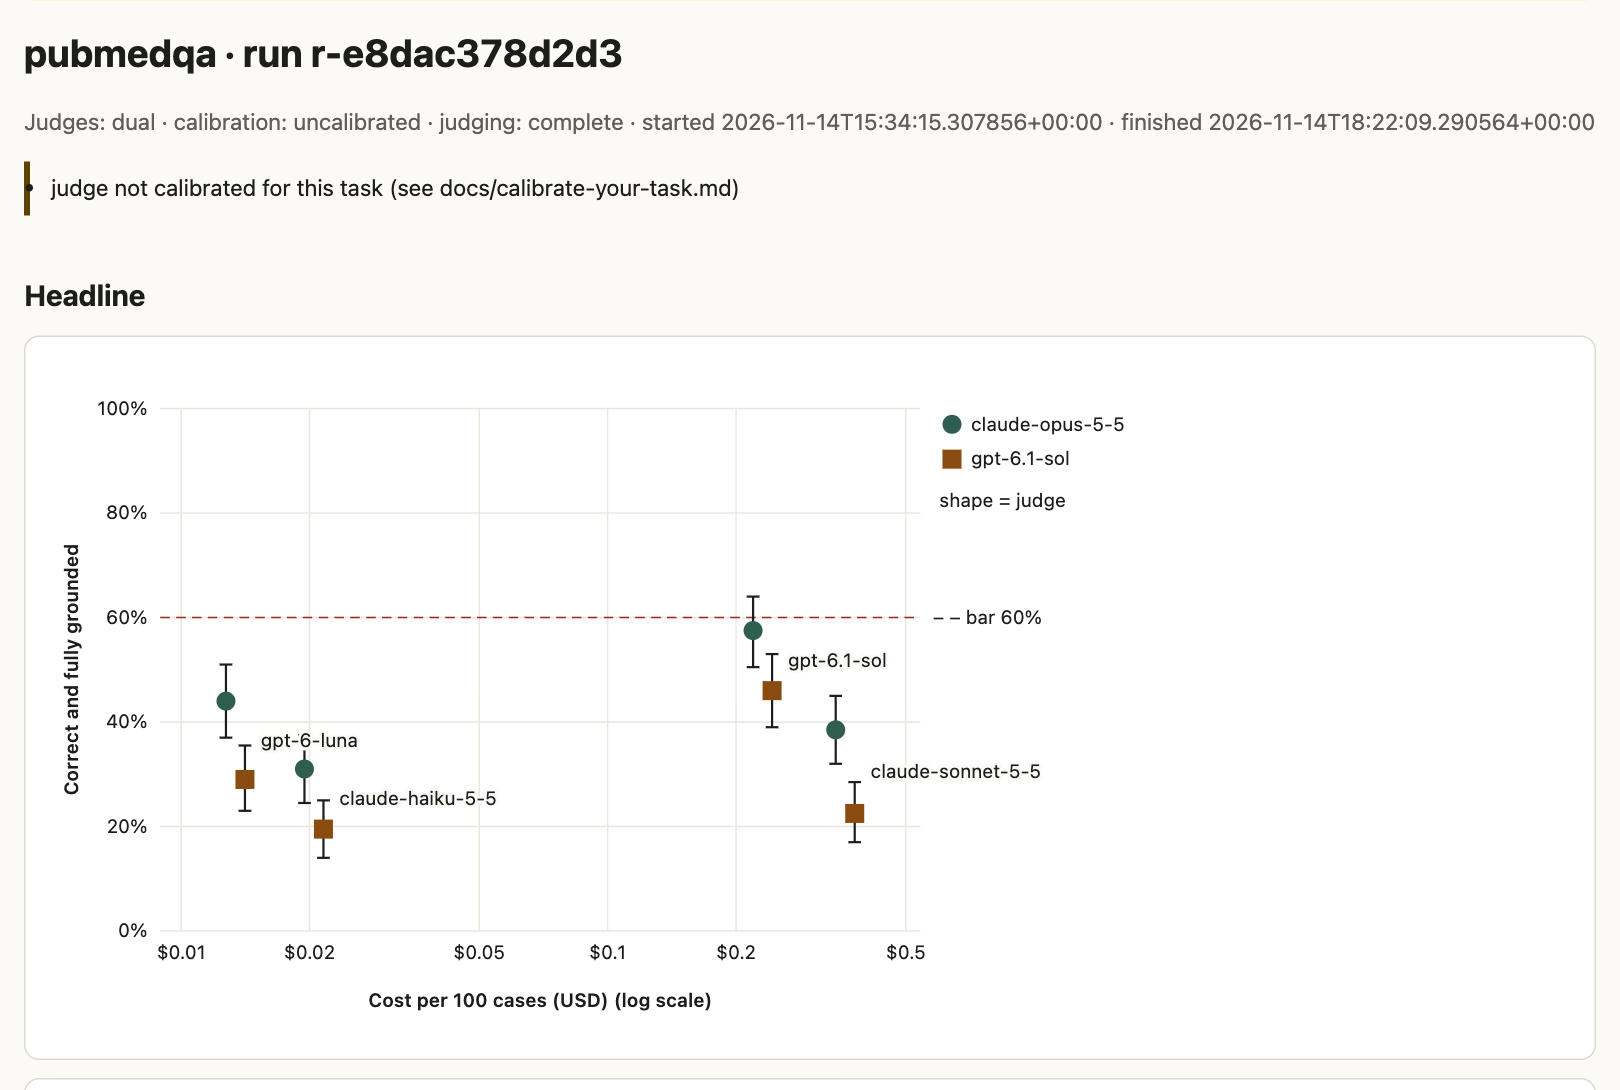 pubmedqa · run r-e8dac378d2d3
Judges: dual · calibration: uncalibrated · judging: complete · started 2026-11-14T15:34:15.307856+00:00 · finished 2026-11-14T18:22:09.290564+00:00
• judge not calibrated for this task (see docs/calibrate-your-task.md)
Headline
100%
80%
60%
40%
20%
0%
Correct and fully grounded
claude-opus-5-5
gpt-6.1-sol
shape = judge
bar 60%
gpt-6.1-sol
gpt-6-luna
claude-sonnet-5-5
claude-haiku-5-5
$0.01 $0.02 $0.05 $0.1 $0.2 $0.5
Cost per 100 cases (USD) (log scale)